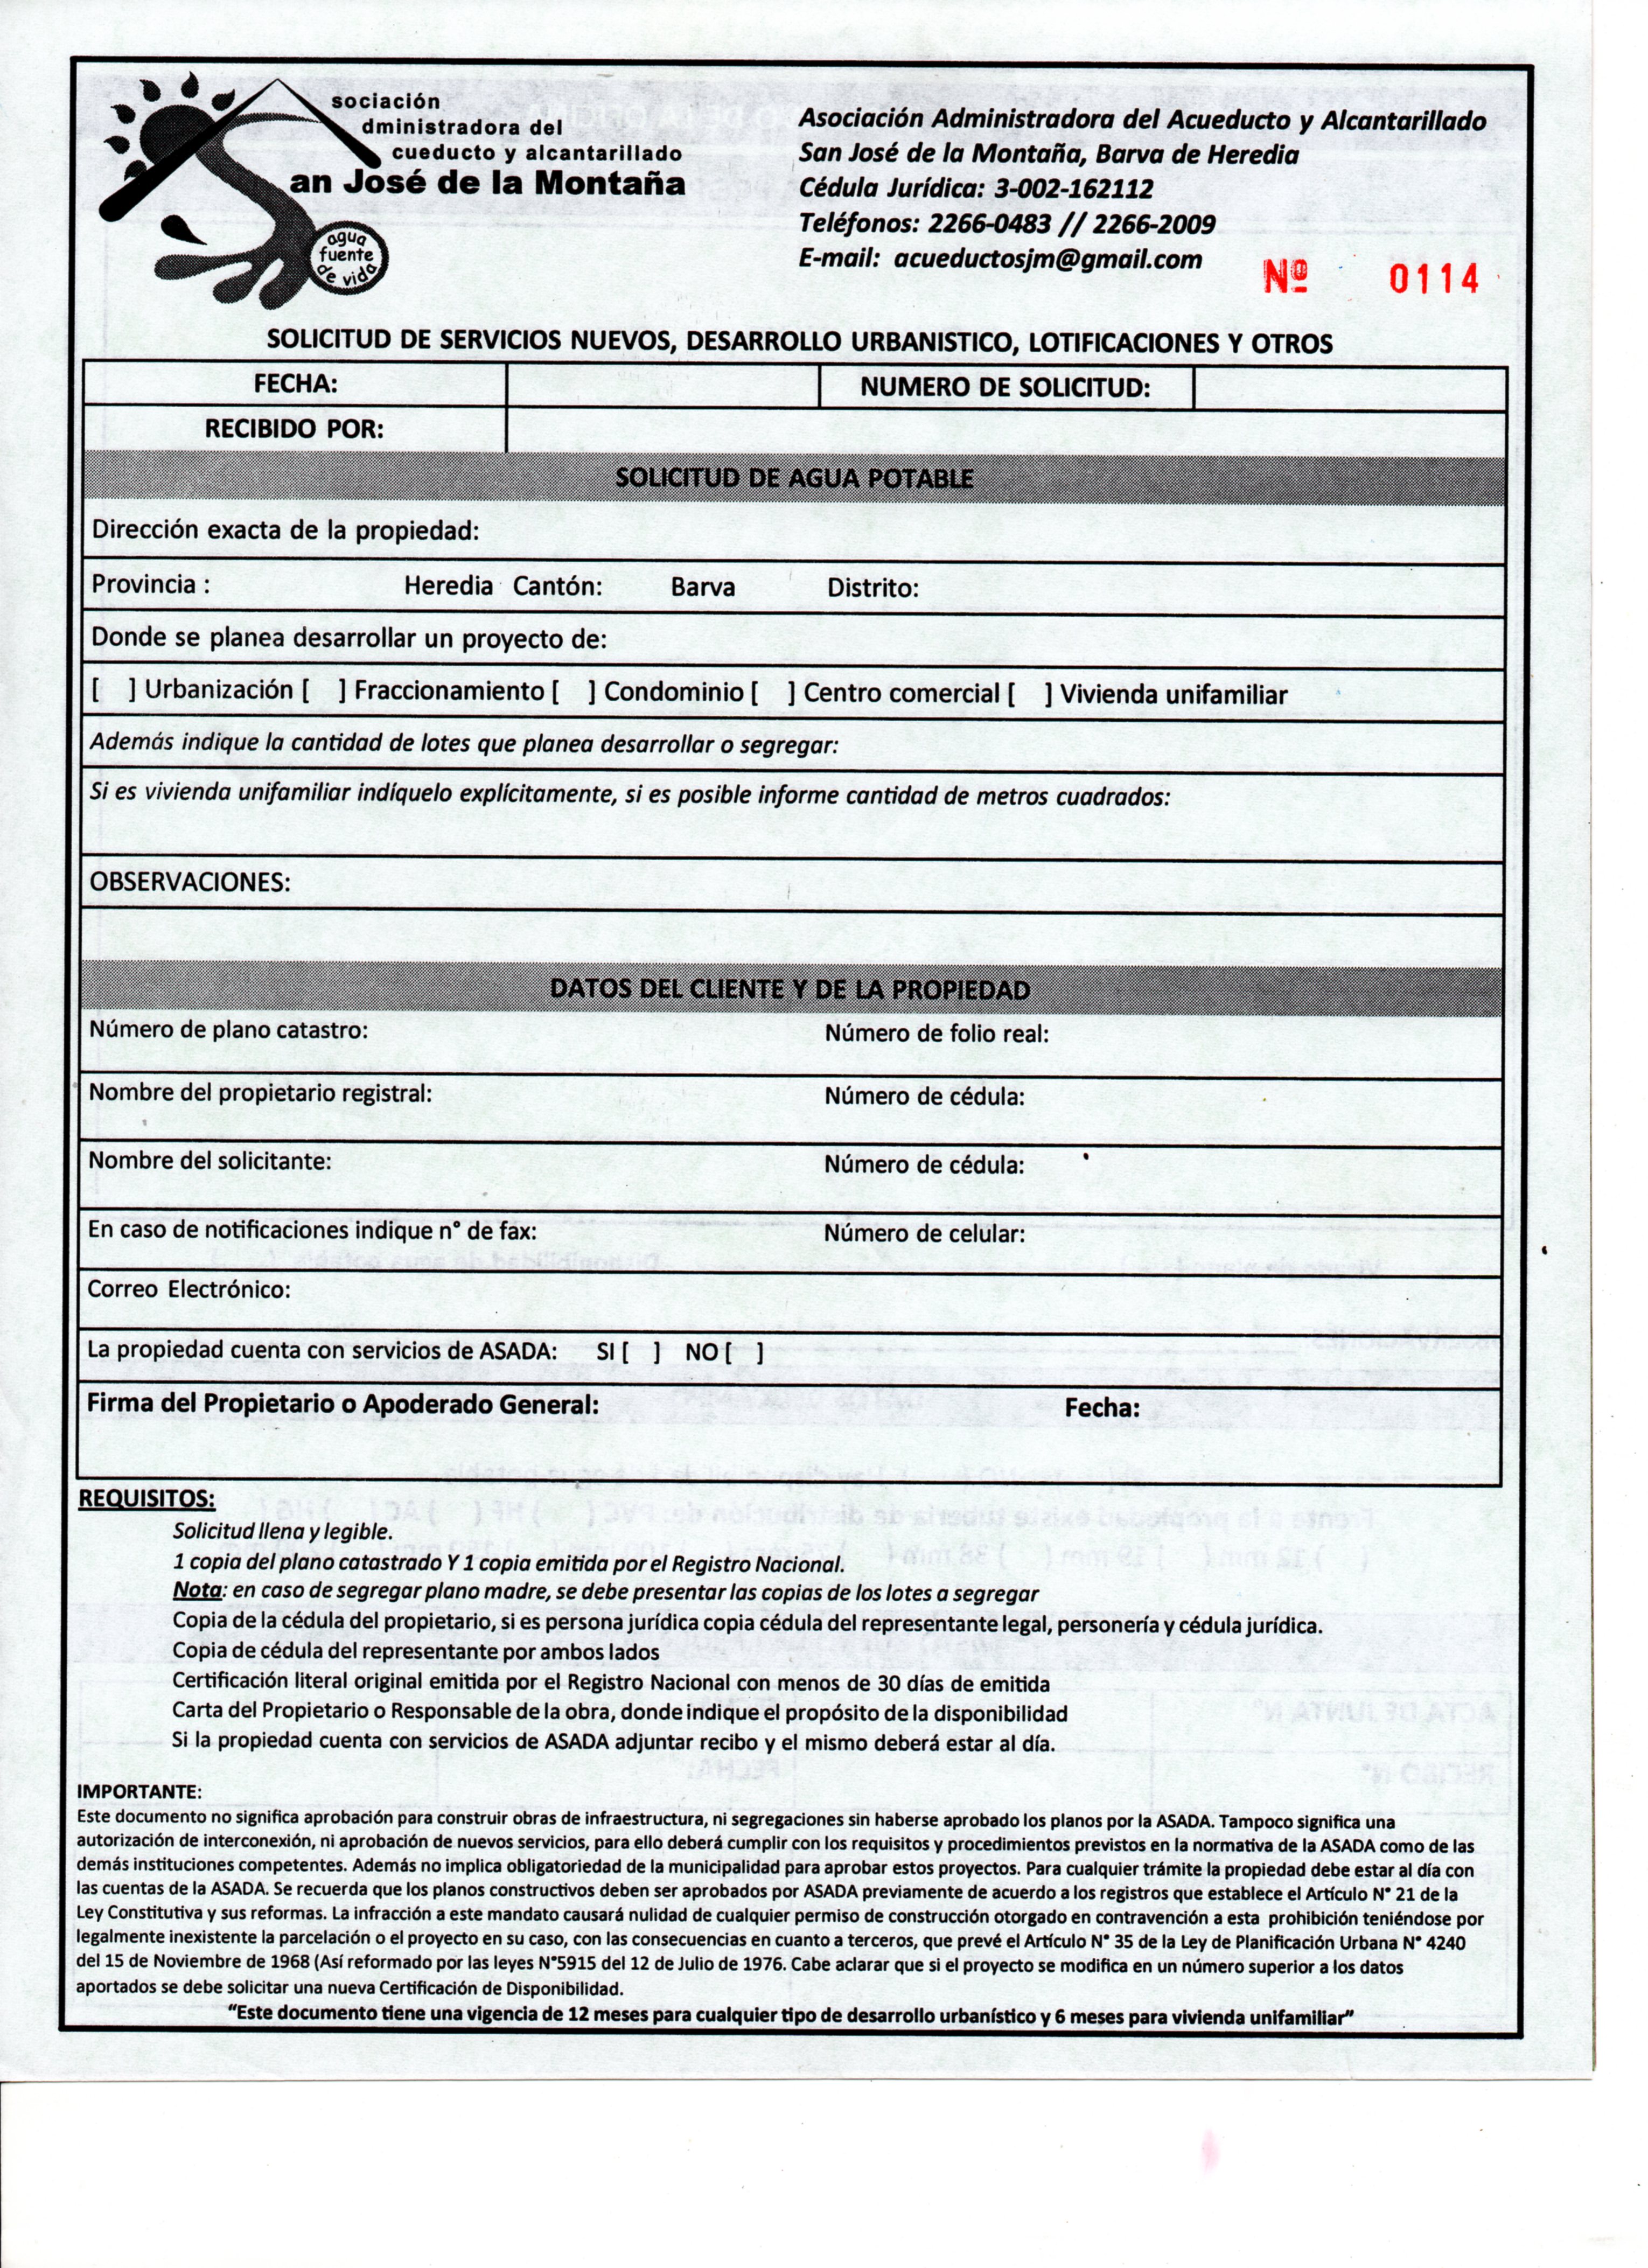 sociación
dministradora del
cueducto y alcantarillado
an José de la Montaña
agua
fuente
de vida
Asociación Administradora del Acueducto y Alcantarillado
San José de la Montaña, Barva de Heredia
Cédula Jurídica: 3-002-162112
Teléfonos: 2266-0483 // 2266-2009
E-mail: acueductosjm@gmail.com
Nº 0114
SOLICITUD DE SERVICIOS NUEVOS, DESARROLLO URBANISTICO, LOTIFICACIONES Y OTROS
FECHA: NUMERO DE SOLICITUD:
RECIBIDO POR:
SOLICITUD DE AGUA POTABLE
Dirección exacta de la propiedad:
Provincia : Heredia Cantón: Barva Distrito:
Donde se planea desarrollar un proyecto de:
[ ] Urbanización [ ] Fraccionamiento [ ] Condominio [ ] Centro comercial [ ] Vivienda unifamiliar
Además indique la cantidad de lotes que planea desarrollar o segregar:
Si es vivienda unifamiliar indíquelo explícitamente, si es posible informe cantidad de metros cuadrados:
OBSERVACIONES:
DATOS DEL CLIENTE Y DE LA PROPIEDAD
Número de plano catastro: Número de folio real:
Nombre del propietario registral: Número de cédula:
Nombre del solicitante: Número de cédula:
En caso de notificaciones indique n° de fax: Número de celular:
Correo Electrónico:
La propiedad cuenta con servicios de ASADA: SI [ ] NO [ ]
Firma del Propietario o Apoderado General: Fecha:
REQUISITOS:
Solicitud llena y legible.
1 copia del plano catastrado Y 1 copia emitida por el Registro Nacional.
Nota: en caso de segregar plano madre, se debe presentar las copias de los lotes a segregar
Copia de la cédula del propietario, si es persona jurídica copia cédula del representante legal, personería y cédula jurídica.
Copia de cédula del representante por ambos lados
Certificación literal original emitida por el Registro Nacional con menos de 30 días de emitida
Carta del Propietario o Responsable de la obra, donde indique el propósito de la disponibilidad
Si la propiedad cuenta con servicios de ASADA adjuntar recibo y el mismo deberá estar al día.
IMPORTANTE:
Este documento no significa aprobación para construir obras de infraestructura, ni segregaciones sin haberse aprobado los planos por la ASADA. Tampoco significa una
autorización de interconexión, ni aprobación de nuevos servicios, para ello deberá cumplir con los requisitos y procedimientos previstos en la normativa de la ASADA como de las
demás instituciones competentes. Además no implica obligatoriedad de la municipalidad para aprobar estos proyectos. Para cualquier trámite la propiedad debe estar al día con
las cuentas de la ASADA. Se recuerda que los planos constructivos deben ser aprobados por ASADA previamente de acuerdo a los registros que establece el Artículo N° 21 de la
Ley Constitutiva y sus reformas. La infracción a este mandato causará nulidad de cualquier permiso de construcción otorgado en contravención a esta prohibición teniéndose por
legalmente inexistente la parcelación o el proyecto en su caso, con las consecuencias en cuanto a terceros, que prevé el Artículo N° 35 de la Ley de Planificación Urbana N° 4240
del 15 de Noviembre de 1968 (Así reformado por las leyes N°5915 del 12 de Julio de 1976. Cabe aclarar que si el proyecto se modifica en un número superior a los datos
aportados se debe solicitar una nueva Certificación de Disponibilidad.
"Este documento tiene una vigencia de 12 meses para cualquier tipo de desarrollo urbanístico y 6 meses para vivienda unifamiliar"